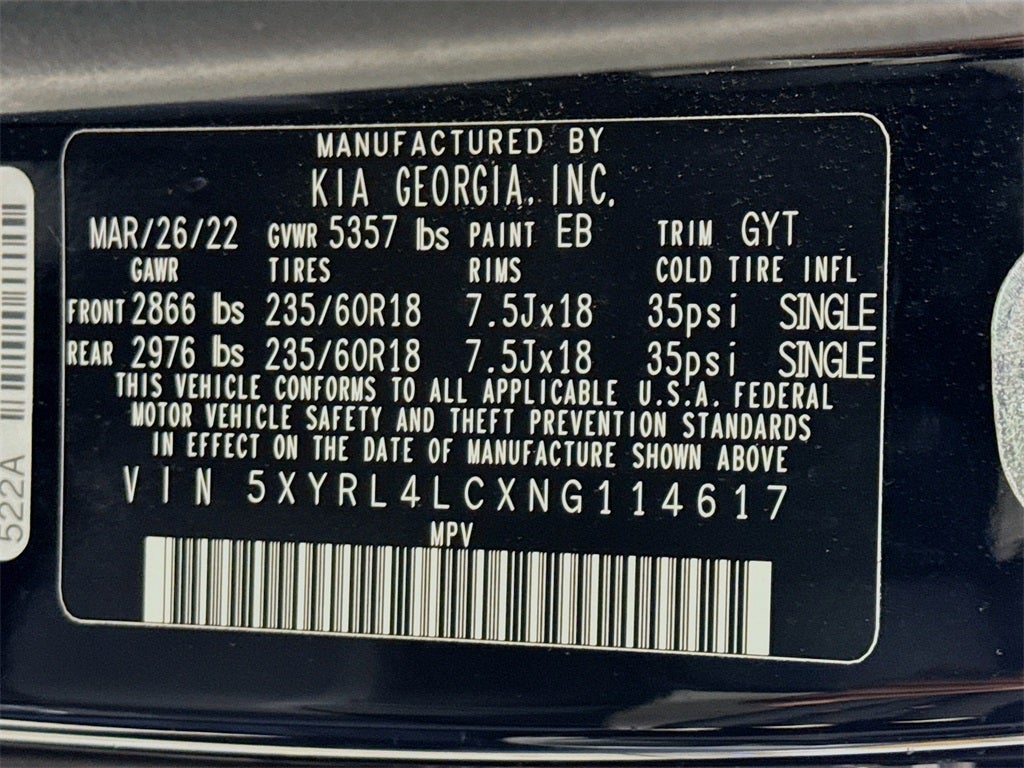 MANUFACTURED BY
KIA GEORGIA, INC.
MAR/26/22 GVWR 5357 lbs PAINT EB TRIM GYT
GAWR TIRES RIMS COLD TIRE INFL
FRONT 2866 lbs 235/60R18 7.5Jx18 35psi SINGLE
REAR 2976 lbs 235/60R18 7.5Jx18 35psi SINGLE
THIS VEHICLE CONFORMS TO ALL APPLICABLE U.S.A. FEDERAL
MOTOR VEHICLE SAFETY AND THEFT PREVENTION STANDARDS
IN EFFECT ON THE DATE OF MANUFACTURE SHOWN ABOVE
VIN 5XYRL4LCXNG114617
MPV
522A